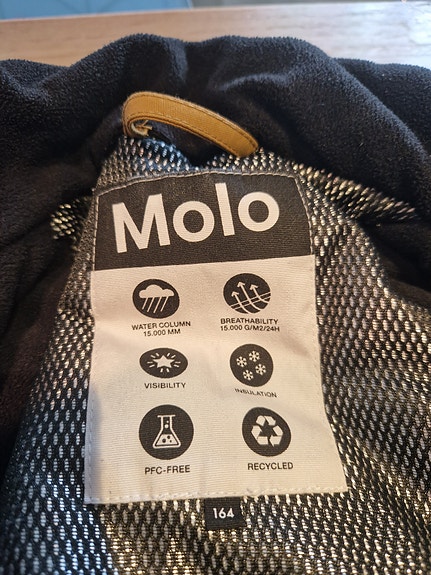 Molo
WATER COLUMN
15.000 MM
BREATHABILITY
15.000 G/M2/24H
VISIBILITY
INSULATION
PFC-FREE
RECYCLED
164